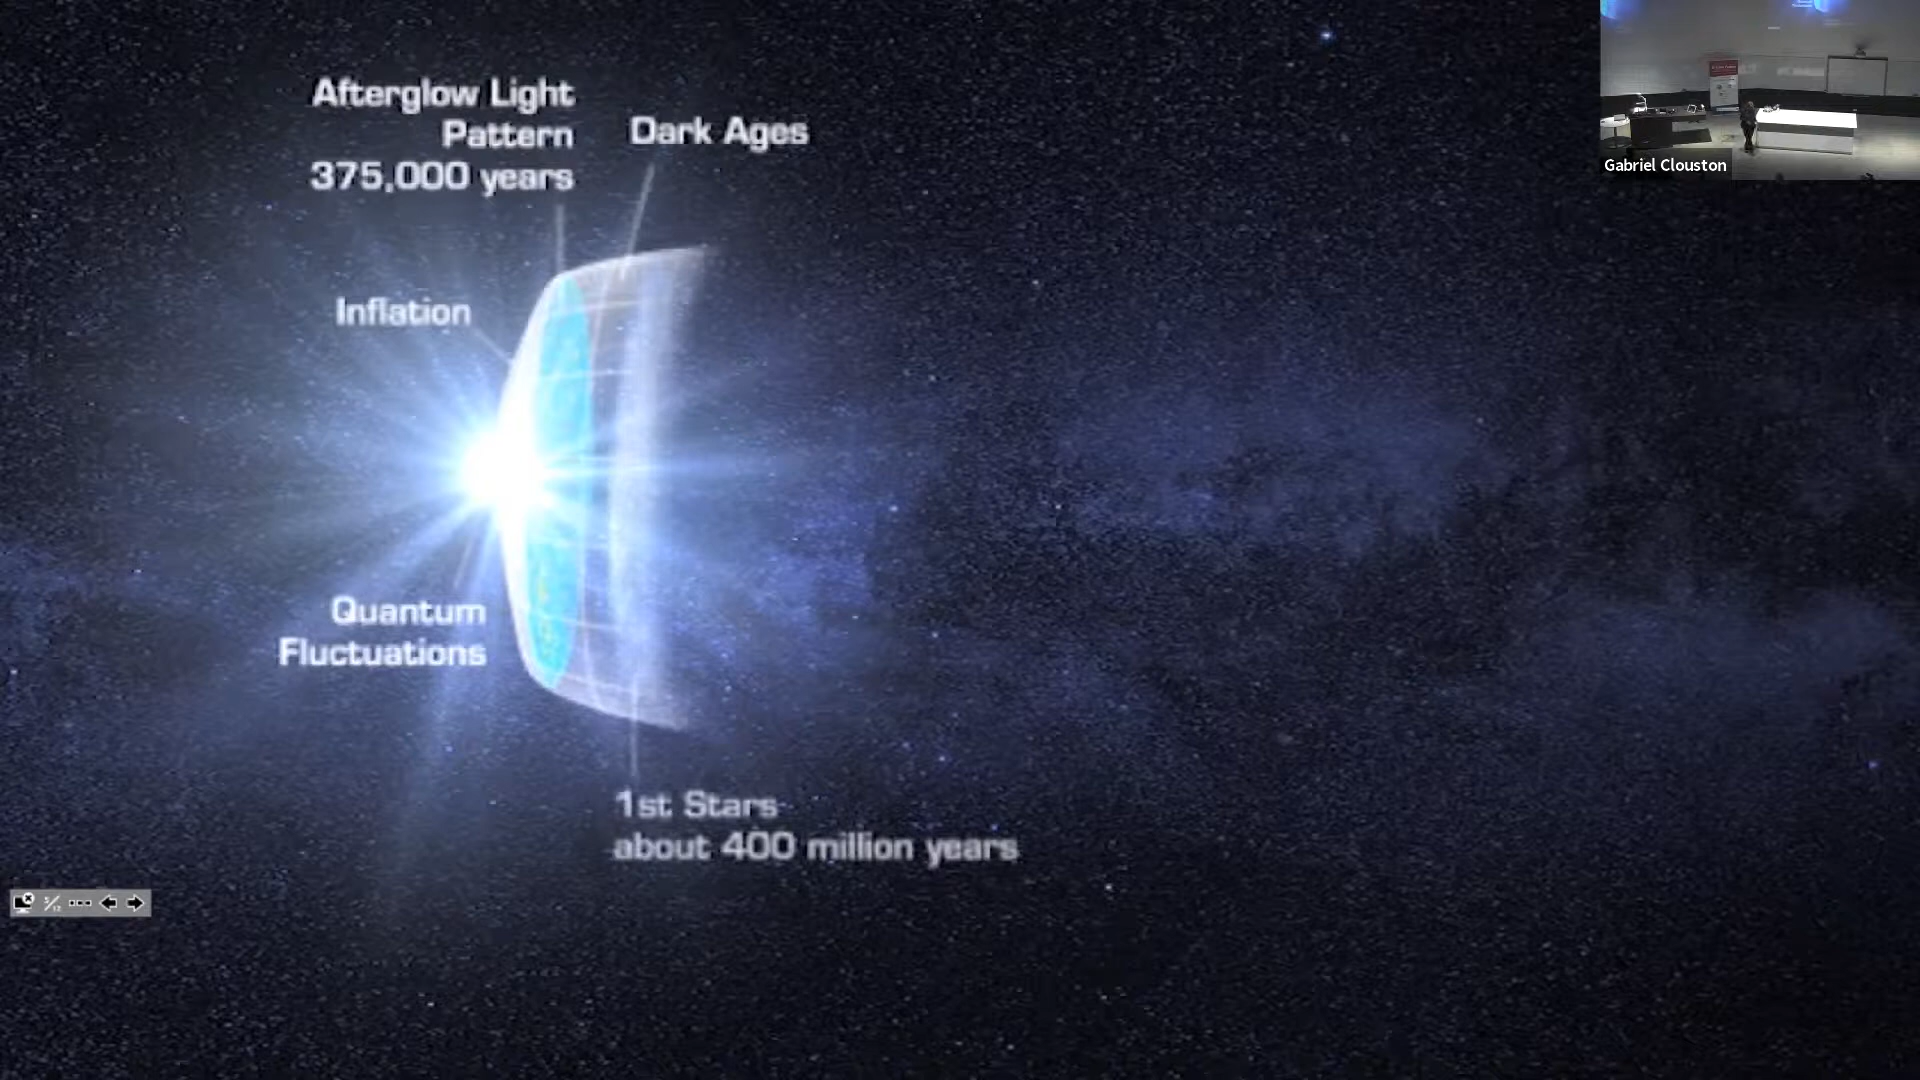 Afterglow Light
Pattern
375,000 years
Dark Ages
Inflation
Quantum
Fluctuations
1st Stars
about 400 million years
Gabriel Clouston